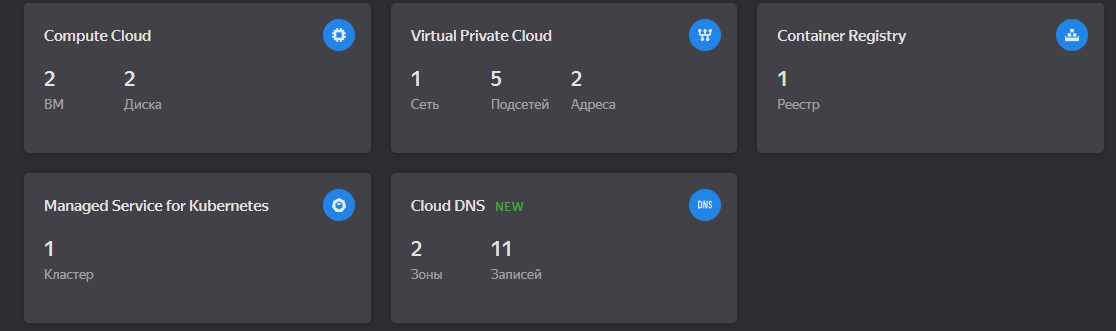 Compute Cloud
2 2
ВМ Диска
Virtual Private Cloud
1 5 2
Сеть Подсетей Адреса
Container Registry
1
Реестр
Managed Service for Kubernetes
1
Кластер
Cloud DNS NEW
DNS
2 11
Зоны Записей